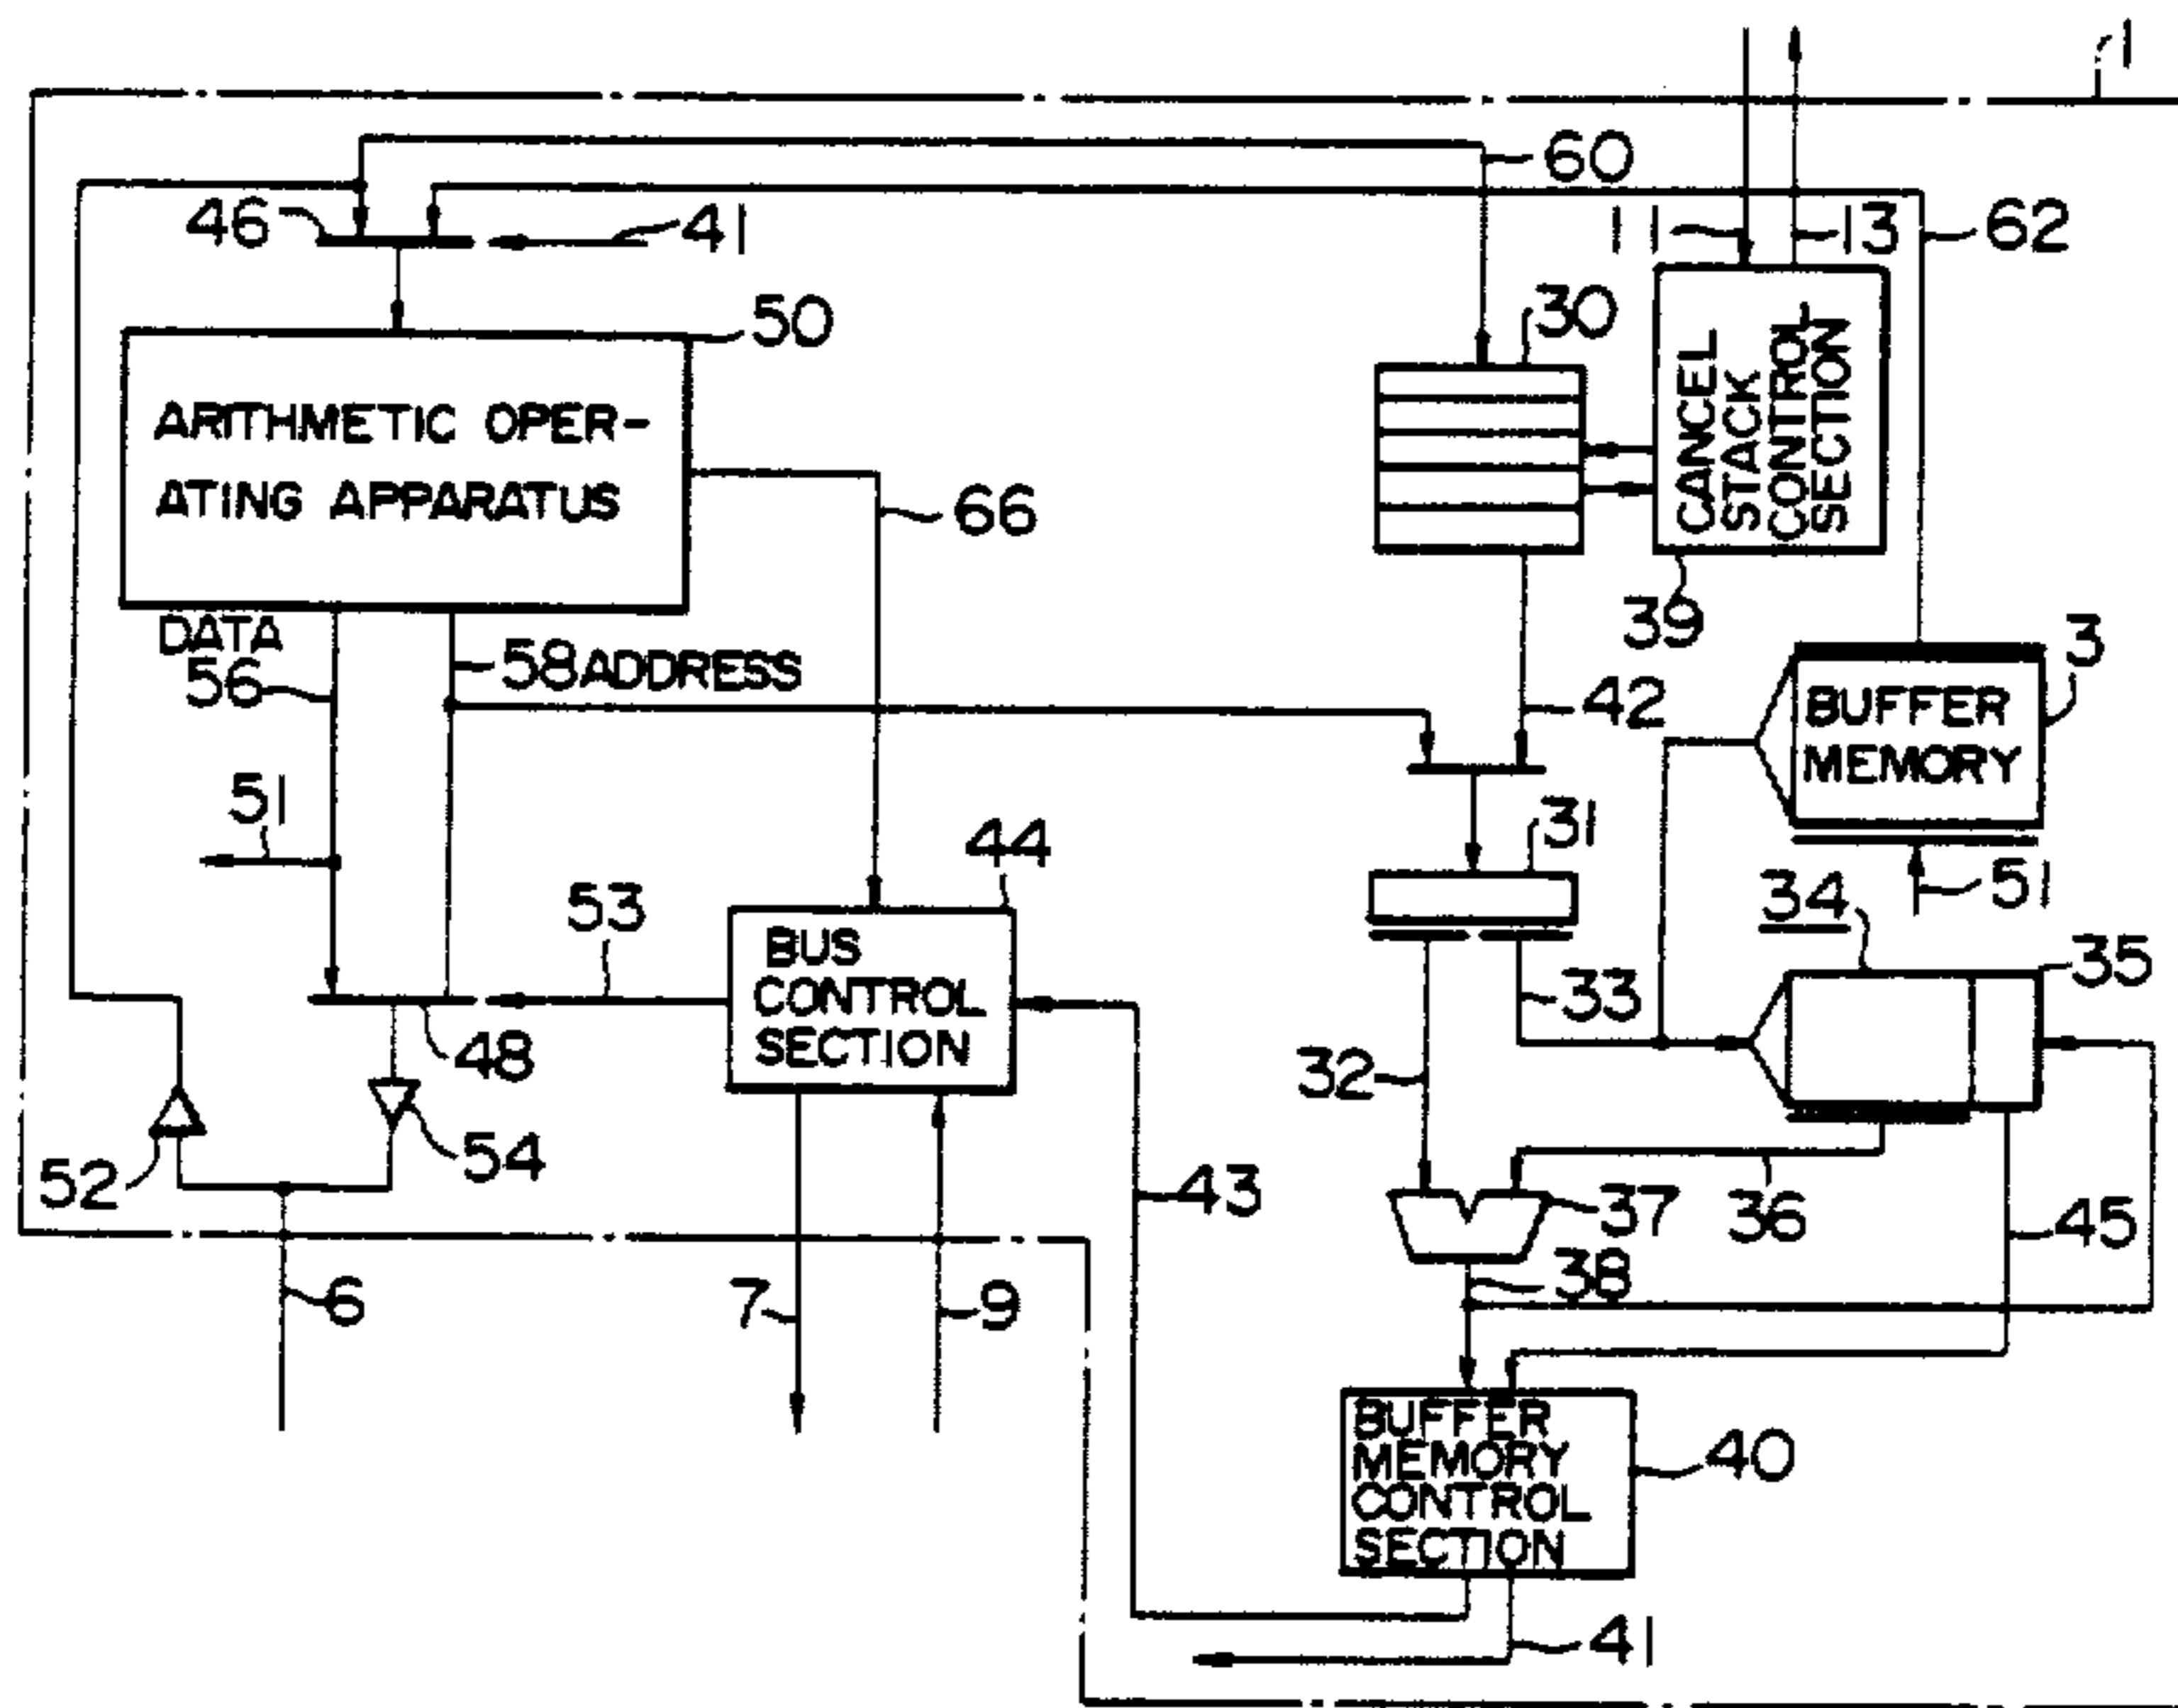 1
60
46
41
11
13
62
50
30
ARITHMETIC OPER-
ATING APPARATUS
CANCEL
STACK
CONTROL
SECTION
66
39
3
DATA
56
58 ADDRESS
42
BUFFER
MEMORY
51
44
31
51
53
34
35
BUS
CONTROL
SECTION
33
48
32
54
52
43
37
36
45
38
6
7
9
BUFFER
MEMORY
CONTROL
SECTION
40
41